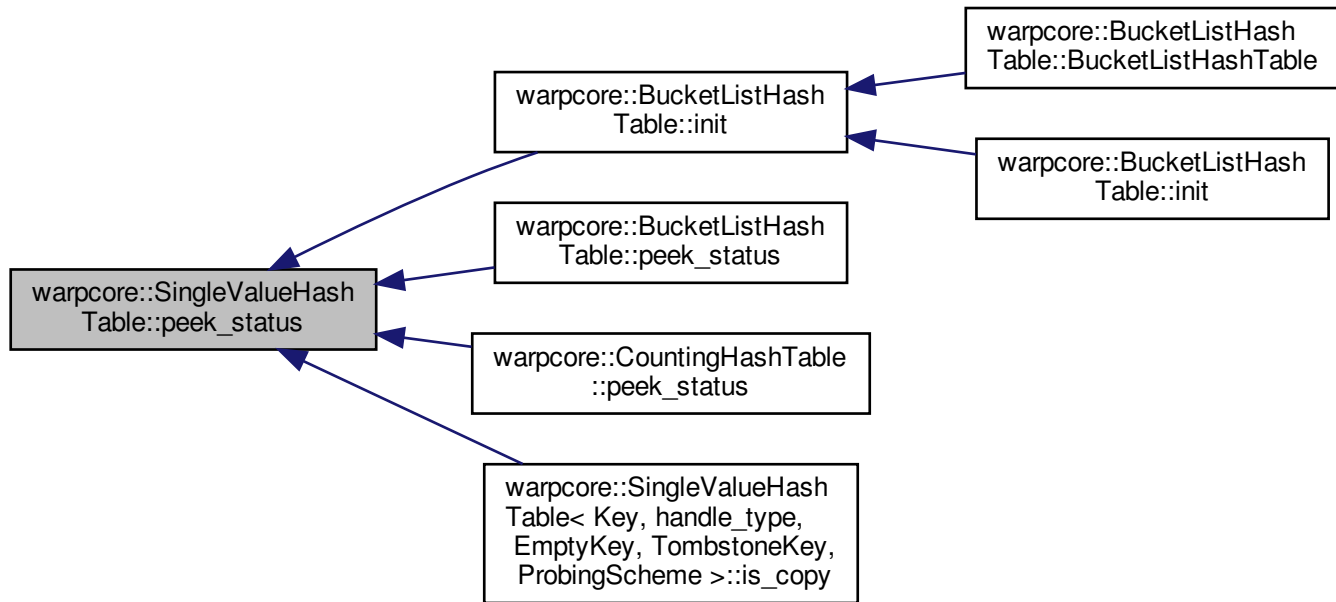 warpcore::BucketListHash
Table::BucketListHashTable
warpcore::BucketListHash
Table::init
warpcore::BucketListHash
Table::init
warpcore::BucketListHash
Table::peek_status
warpcore::SingleValueHash
Table::peek_status
warpcore::CountingHashTable
::peek_status
warpcore::SingleValueHash
Table< Key, handle_type,
EmptyKey, TombstoneKey,
ProbingScheme >::is_copy